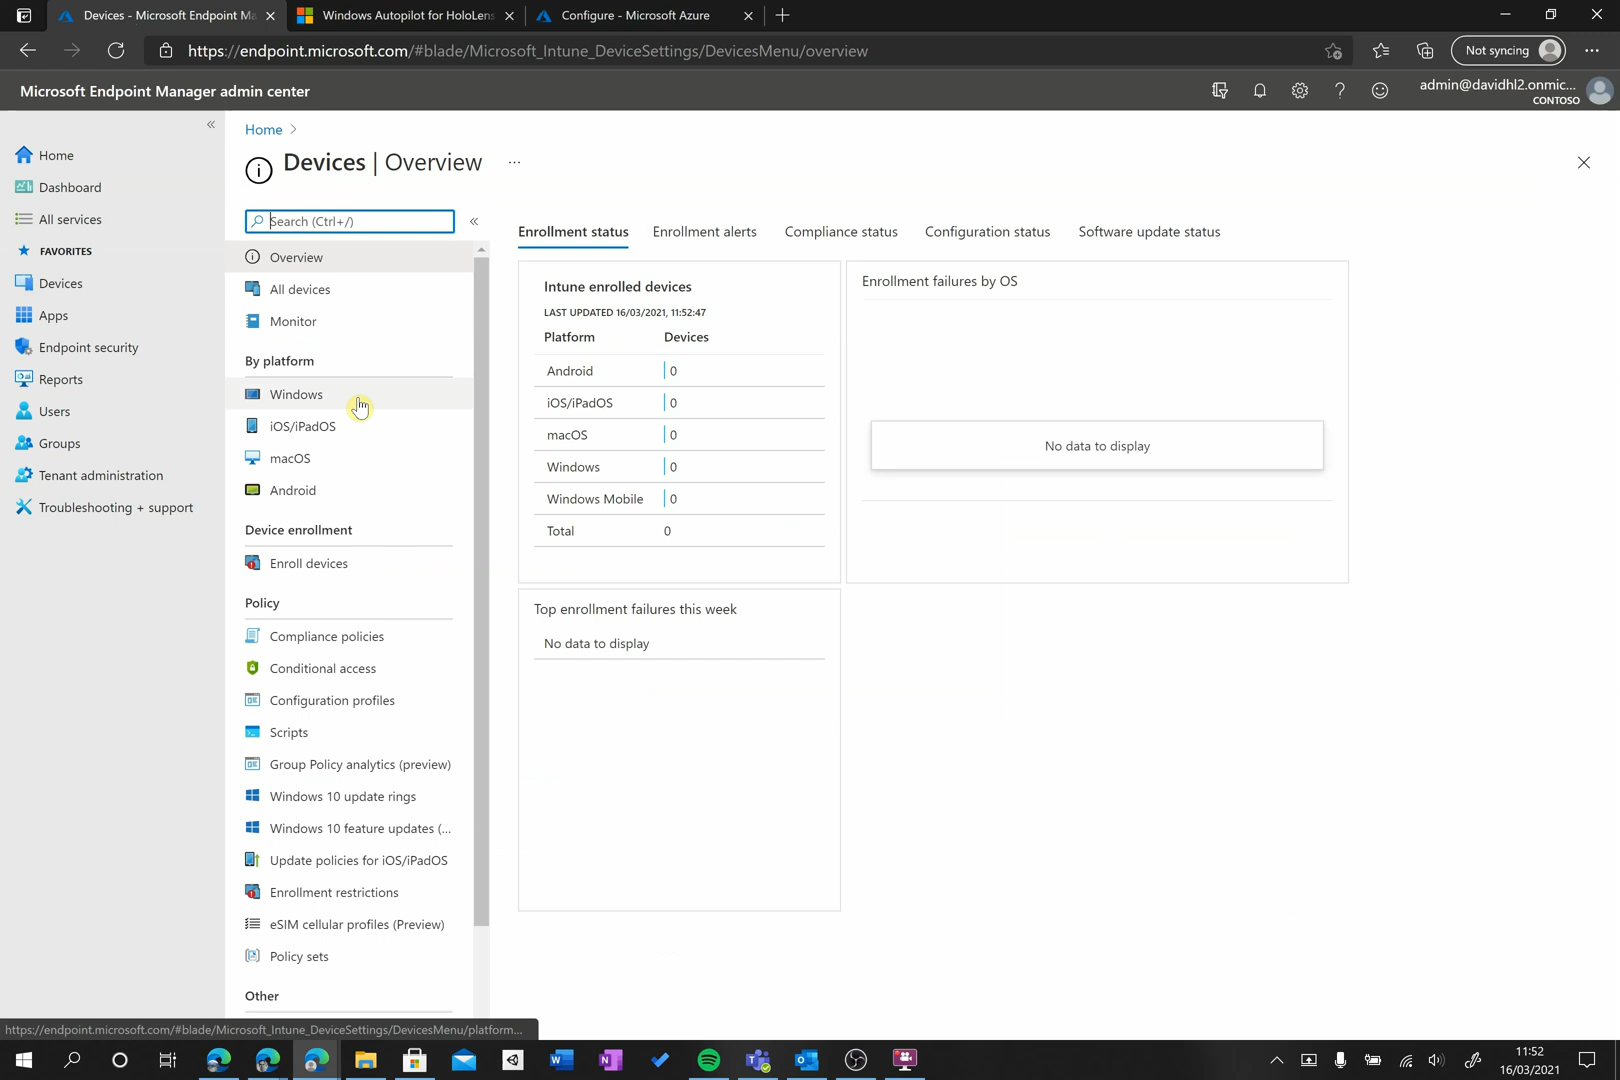 Devices - Microsoft Endpoint Ma
Windows Autopilot for HoloLens
Configure - Microsoft Azure
https://endpoint.microsoft.com/#blade/Microsoft_Intune_DeviceSettings/DevicesMenu/overview
Not syncing
Microsoft Endpoint Manager admin center
admin@davidhl2.onmic...
CONTOSO
Home
Dashboard
All services
FAVORITES
Devices
Apps
Endpoint security
Reports
Users
Groups
Tenant administration
Troubleshooting + support
Home >
Devices | Overview ...
Search (Ctrl+/)
Overview
All devices
Monitor
By platform
Windows
iOS/iPadOS
macOS
Android
Device enrollment
Enroll devices
Policy
Compliance policies
Conditional access
Configuration profiles
Scripts
Group Policy analytics (preview)
Windows 10 update rings
Windows 10 feature updates (...
Update policies for iOS/iPadOS
Enrollment restrictions
eSIM cellular profiles (Preview)
Policy sets
Other
Enrollment status Enrollment alerts Compliance status Configuration status Software update status
Intune enrolled devices
LAST UPDATED 16/03/2021, 11:52:47
Platform Devices
Android 0
iOS/iPadOS 0
macOS 0
Windows 0
Windows Mobile 0
Total 0
Enrollment failures by OS
No data to display
Top enrollment failures this week
No data to display
https://endpoint.microsoft.com/#blade/Microsoft_Intune_DeviceSettings/DevicesMenu/platform...
11:52
16/03/2021